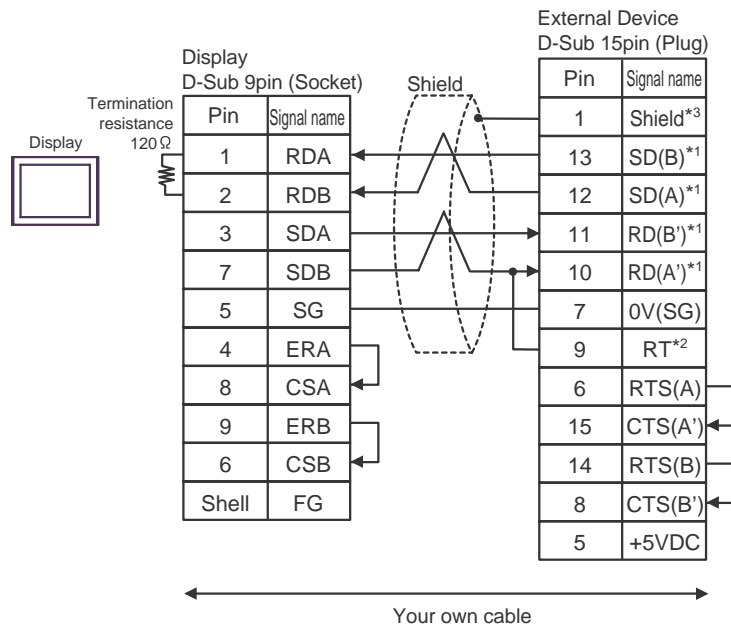 External Device
D-Sub 15pin (Plug)
Display
D-Sub 9pin (Socket)
Shield
Termination
resistance
120Ω
Display
Pin Signal name
1 RDA
2 RDB
3 SDA
7 SDB
5 SG
4 ERA
8 CSA
9 ERB
6 CSB
Shell FG
Pin Signal name
1 Shield*3
13 SD(B)*1
12 SD(A)*1
11 RD(B')*1
10 RD(A')*1
7 0V(SG)
9 RT*2
6 RTS(A)
15 CTS(A')
14 RTS(B)
8 CTS(B')
5 +5VDC
Your own cable